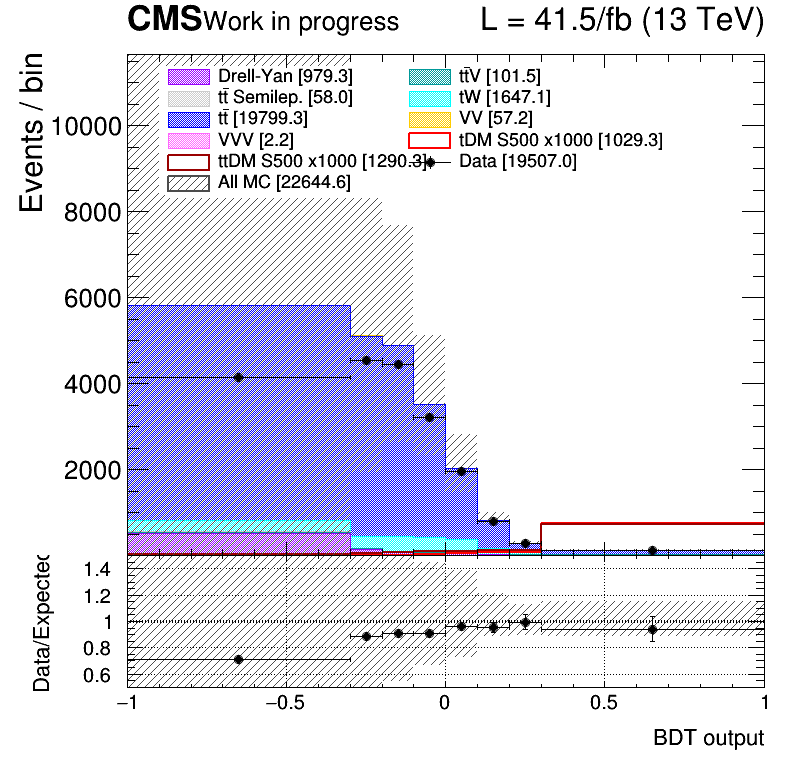 CMS Work in progress L = 41.5/fb (13 TeV)
Events / bin
10000
8000
6000
4000
2000
Drell-Yan [979.3] tt̄V [101.5]
tt̄ Semilep. [58.0] tW [1647.1]
tt̄ [19799.3] VV [57.2]
VVV [2.2] tDM S500 x1000 [1029.3]
ttDM S500 x1000 [1290.3] Data [19507.0]
All MC [22644.6]
Data/Expected
1.4
1.2
1
0.8
0.6
−1 −0.5 0 0.5 1
BDT output